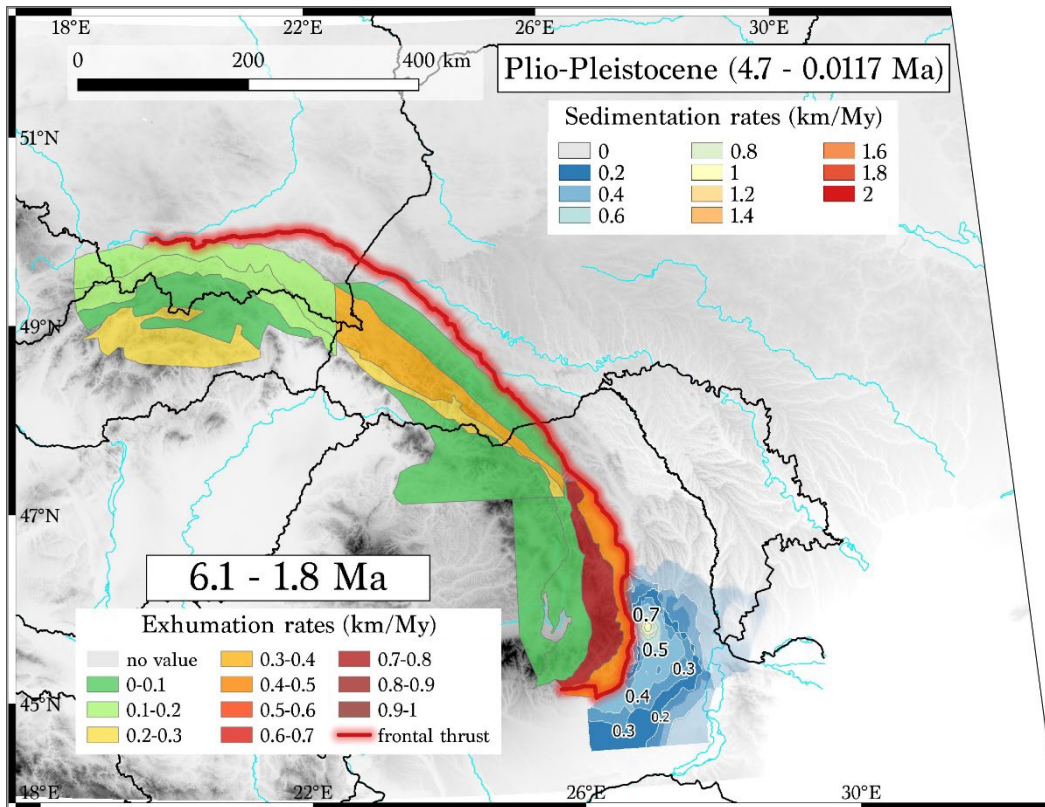 18°E 22°E 26°E 30°E
0 200 400 km
Plio-Pleistocene (4.7 - 0.0117 Ma)
Sedimentation rates (km/My)
0 0.8 1.6
0.2 1 1.8
0.4 1.2 2
0.6 1.4
51°N
49°N
47°N
45°N
6.1 - 1.8 Ma
Exhumation rates (km/My)
no value 0.3-0.4 0.7-0.8
0-0.1 0.4-0.5 0.8-0.9
0.1-0.2 0.5-0.6 0.9-1
0.2-0.3 0.6-0.7 frontal thrust
0.7
0.5
0.3
0.4
0.2
0.3
18°E 22°E 26°E 30°E